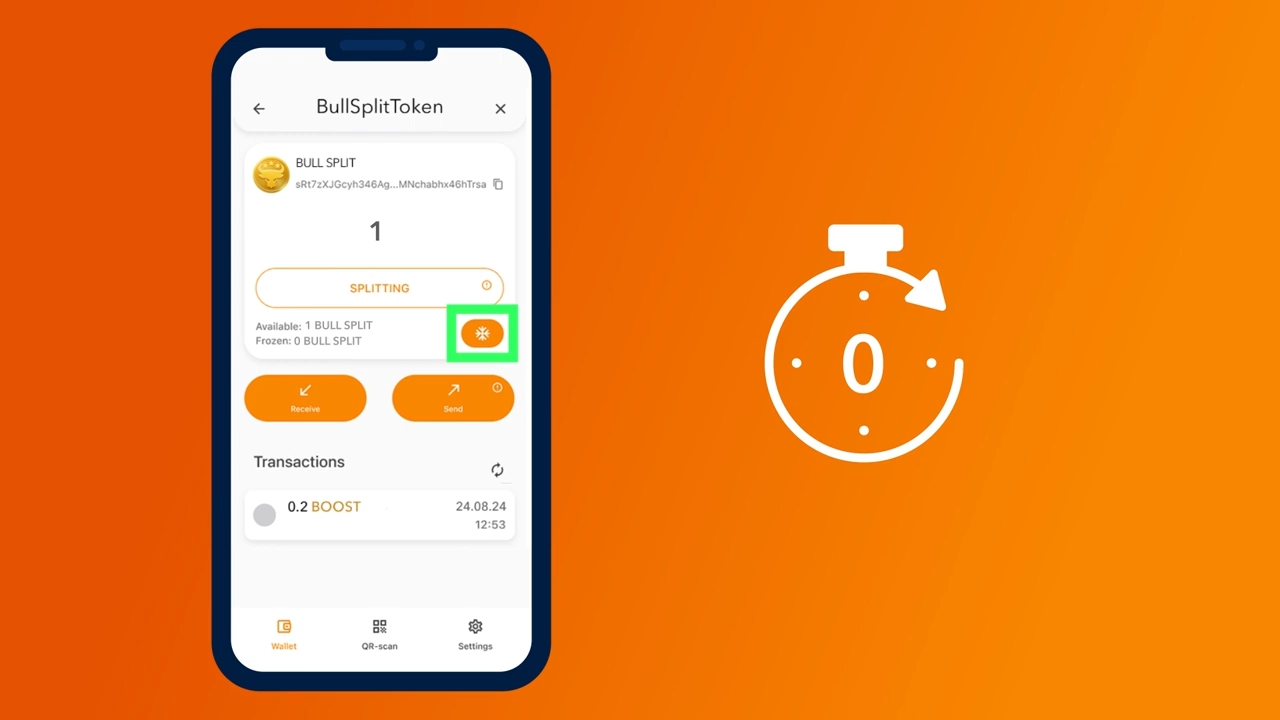 BullSplitToken
BULL SPLIT
sRt7zXJGcyh346Ag...MNchabhx46hTrsa
1
SPLITTING
Available: 1 BULL SPLIT
Frozen: 0 BULL SPLIT
Receive
Send
Transactions
0.2 BOOST
24.08.24
12:53
Wallet
QR-scan
Settings
0